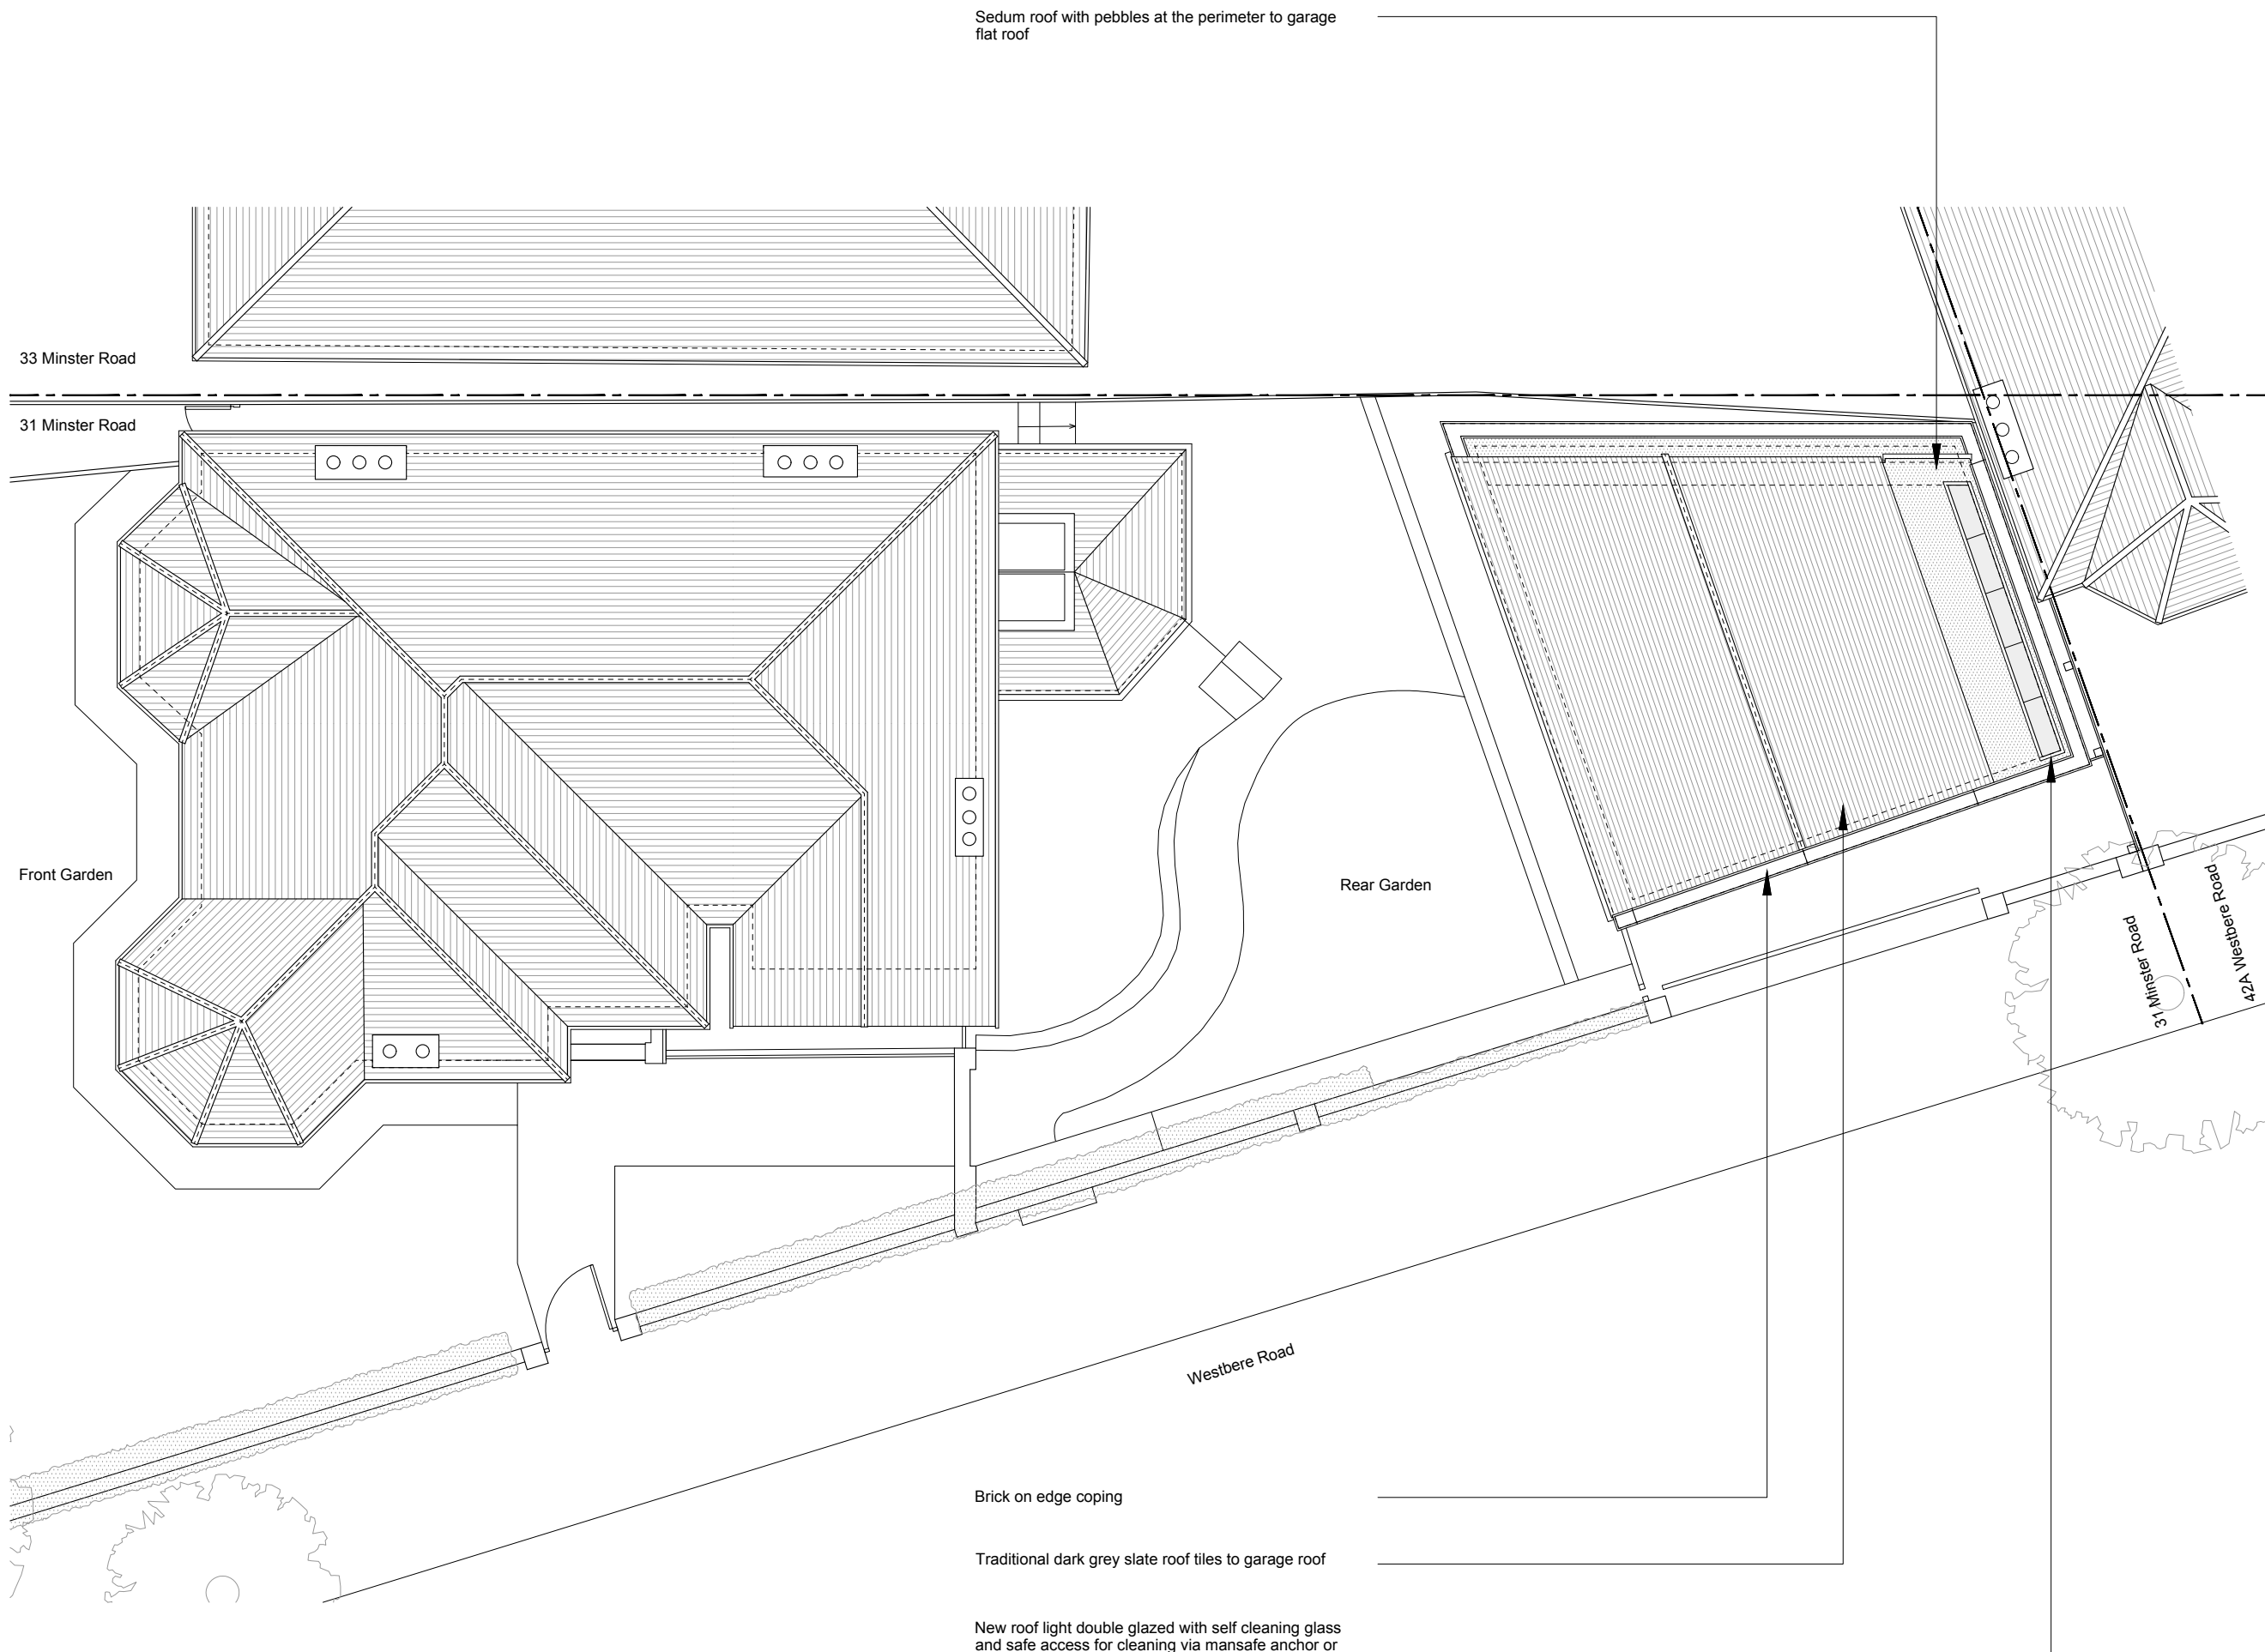 Sedum roof with pebbles at the perimeter to garage
flat roof
33 Minster Road
31 Minster Road
Front Garden
Rear Garden
31 Minster Road
42A Westbere Road
Westbere Road
Brick on edge coping
Traditional dark grey slate roof tiles to garage roof
New roof light double glazed with self cleaning glass
and safe access for cleaning via mansafe anchor or